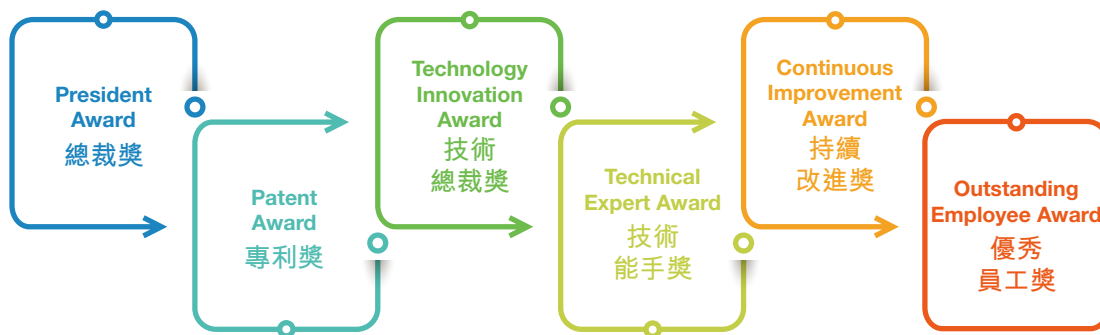 President
Award
總裁獎
Patent
Award
專利獎
Technology
Innovation
Award
技術
總裁獎
Technical
Expert Award
技術
能手獎
Continuous
Improvement
Award
持續
改進獎
Outstanding
Employee Award
優秀
員工獎